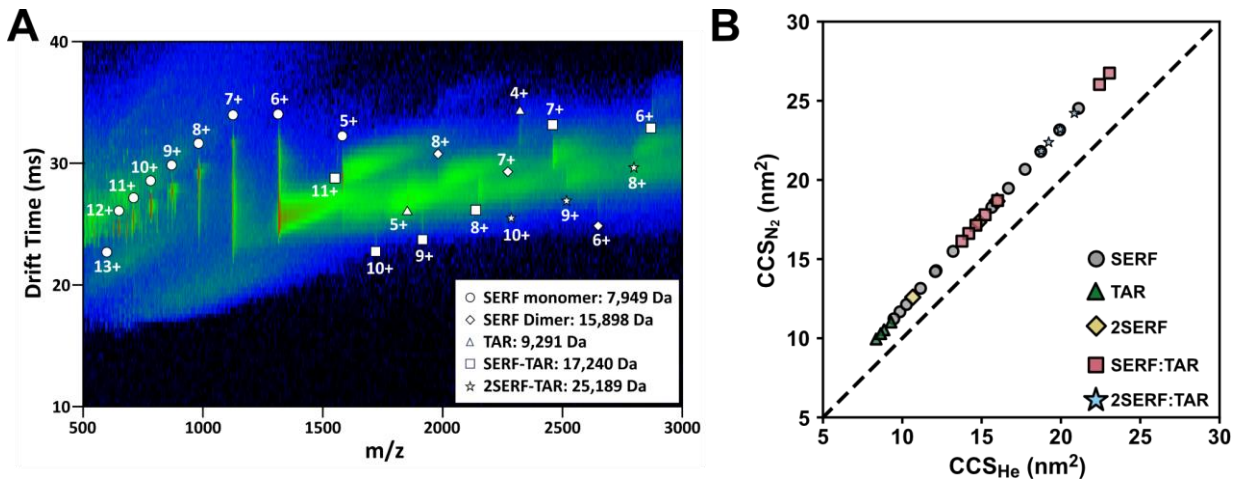 A
Drift Time (ms)
40
30
20
10
13+
12+
11+
10+
9+
8+
7+
6+
5+
11+
10+
5+
9+
8+
8+
7+
10+
4+
7+
9+
6+
8+
6+
SERF monomer: 7,949 Da
SERF Dimer: 15,898 Da
TAR: 9,291 Da
SERF-TAR: 17,240 Da
2SERF-TAR: 25,189 Da
500 1000 1500 2000 2500 3000
m/z
B
CCS_N₂ (nm²)
30
25
20
15
10
5
SERF
TAR
2SERF
SERF:TAR
2SERF:TAR
5 10 15 20 25 30
CCS_He (nm²)